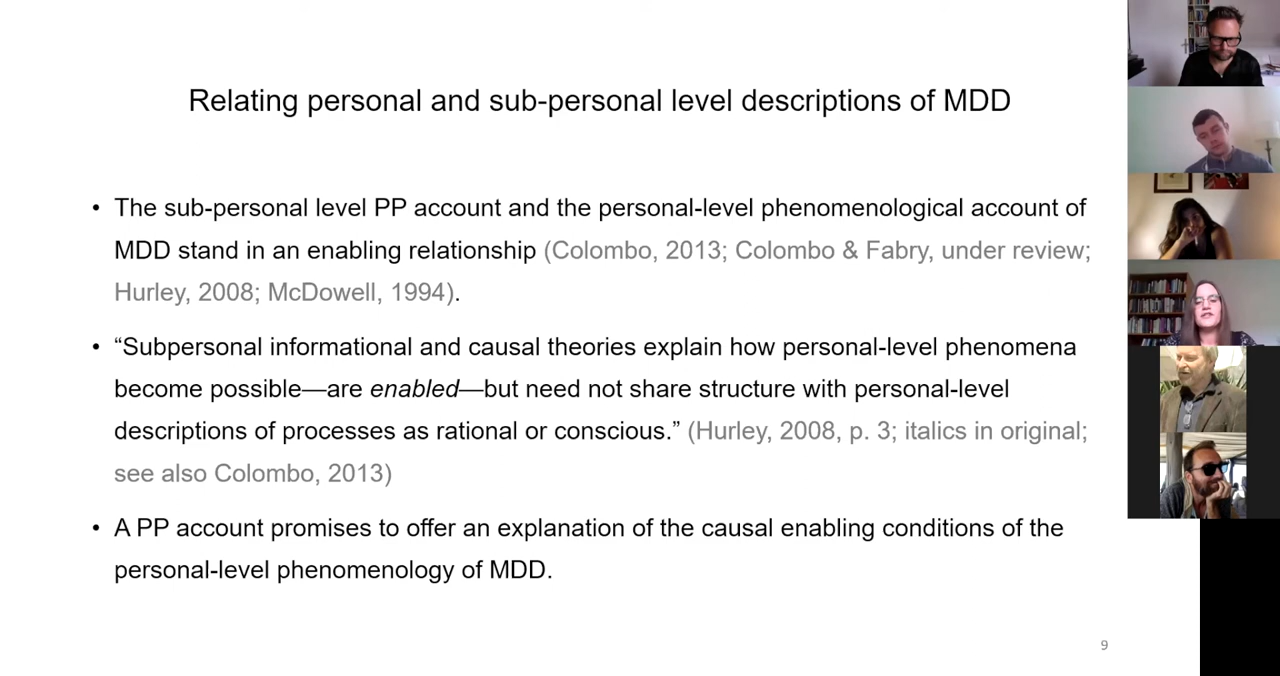 Relating personal and sub-personal level descriptions of MDD
• The sub-personal level PP account and the personal-level phenomenological account of
MDD stand in an enabling relationship (Colombo, 2013; Colombo & Fabry, under review;
Hurley, 2008; McDowell, 1994).
• “Subpersonal informational and causal theories explain how personal-level phenomena
become possible—are enabled—but need not share structure with personal-level
descriptions of processes as rational or conscious.” (Hurley, 2008, p. 3; italics in original;
see also Colombo, 2013)
• A PP account promises to offer an explanation of the causal enabling conditions of the
personal-level phenomenology of MDD.
9